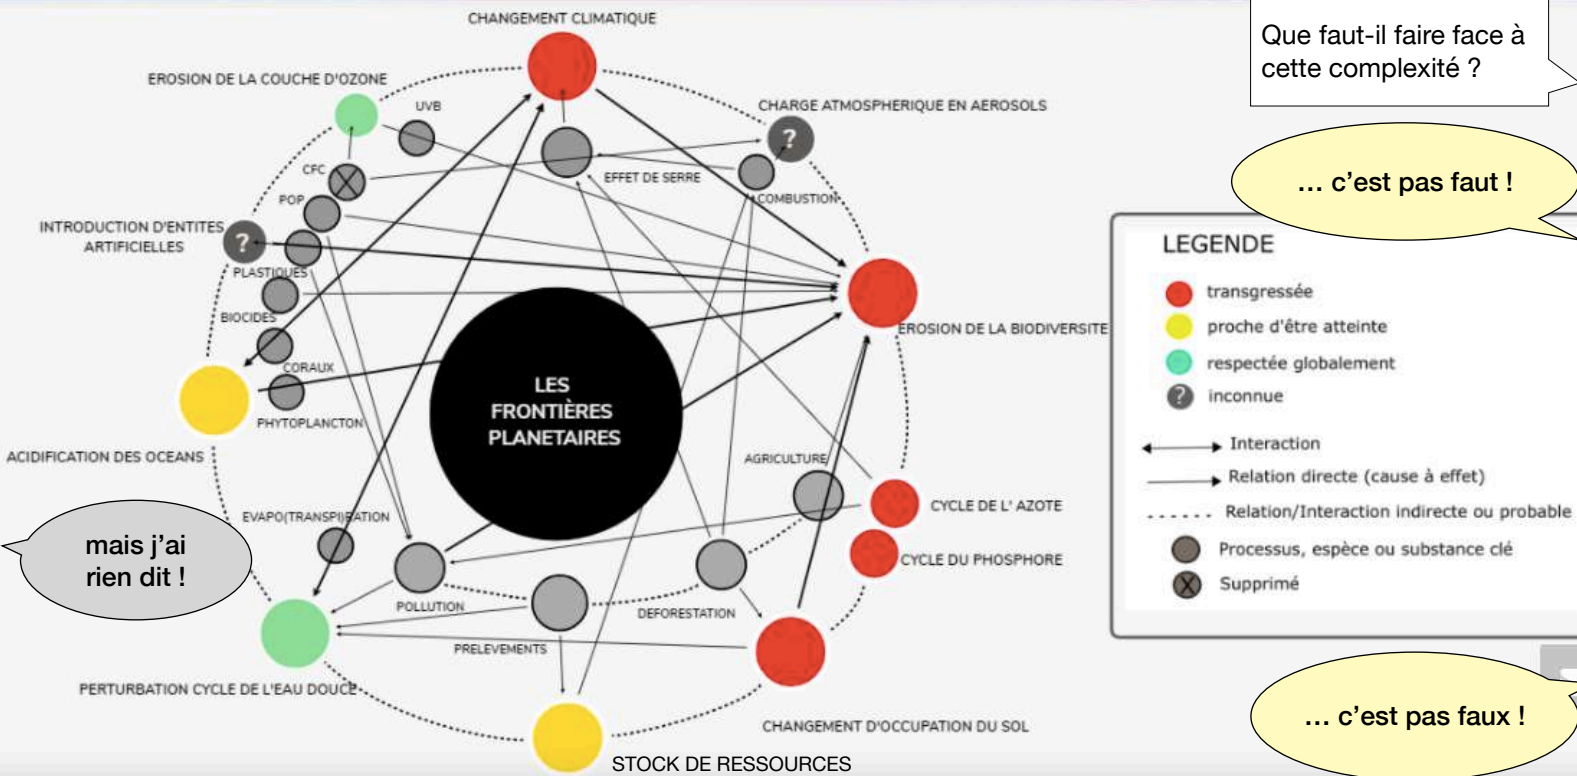 CHANGEMENT CLIMATIQUE
Que faut-il faire face à
cette complexité ?
EROSION DE LA COUCHE D'OZONE
UVB
CHARGE ATMOSPHERIQUE EN AEROSOLS
?
CFC
EFFET DE SERRE
COMBUSTION
… c'est pas faut !
POP
INTRODUCTION D'ENTITES
ARTIFICIELLES
?
PLASTIQUES
BIOCIDES
CORAUX
PHYTOPLANCTON
EROSION DE LA BIODIVERSITE
LES
FRONTIÈRES
PLANETAIRES
ACIDIFICATION DES OCEANS
AGRICULTURE
CYCLE DE L' AZOTE
EVAPO(TRANSPI)RATION
CYCLE DU PHOSPHORE
mais j'ai
rien dit !
POLLUTION
DEFORESTATION
PRELEVEMENTS
PERTURBATION CYCLE DE L'EAU DOUCE
CHANGEMENT D'OCCUPATION DU SOL
STOCK DE RESSOURCES
LEGENDE
transgressée
proche d'être atteinte
respectée globalement
? inconnue
Interaction
Relation directe (cause à effet)
Relation/Interaction indirecte ou probable
Processus, espèce ou substance clé
Supprimé
… c'est pas faux !